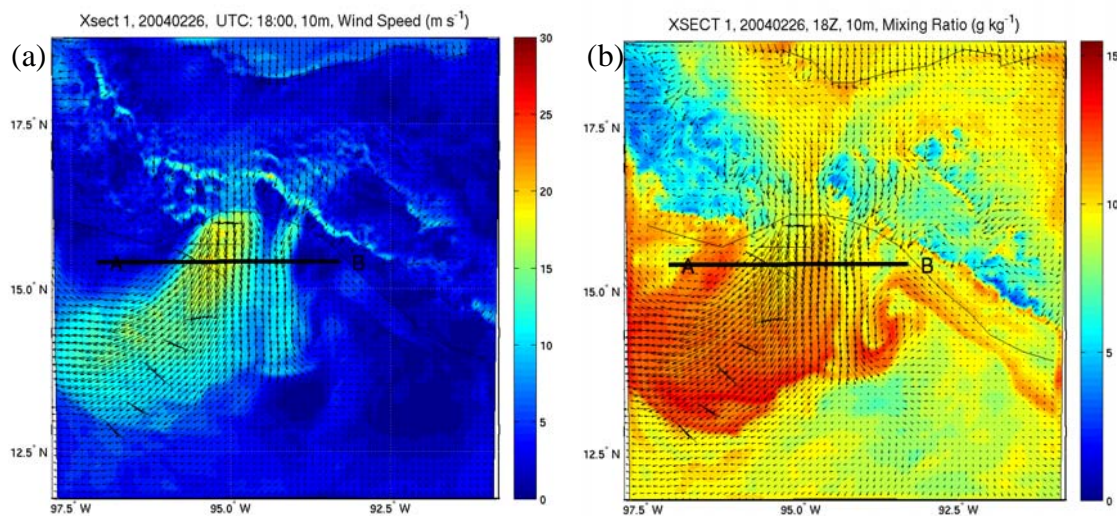 Xsect 1, 20040226, UTC: 18:00, 10m, Wind Speed (m s⁻¹)
(a)
30
25
20
15
10
5
0
17.5° N
15.0° N
12.5° N
A
B
97.5° W
95.0° W
92.5° W
XSECT 1, 20040226, 18Z, 10m, Mixing Ratio (g kg⁻¹)
(b)
15
10
5
0
17.5° N
15.0° N
12.5° N
A
B
97.5° W
95.0° W
92.5° W